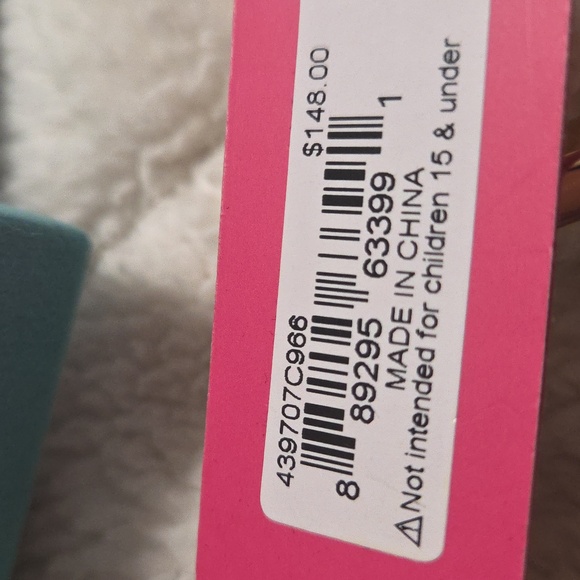 439707C966 $148.00
8 89295 63399 1
MADE IN CHINA
⚠Not intended for children 15 & under